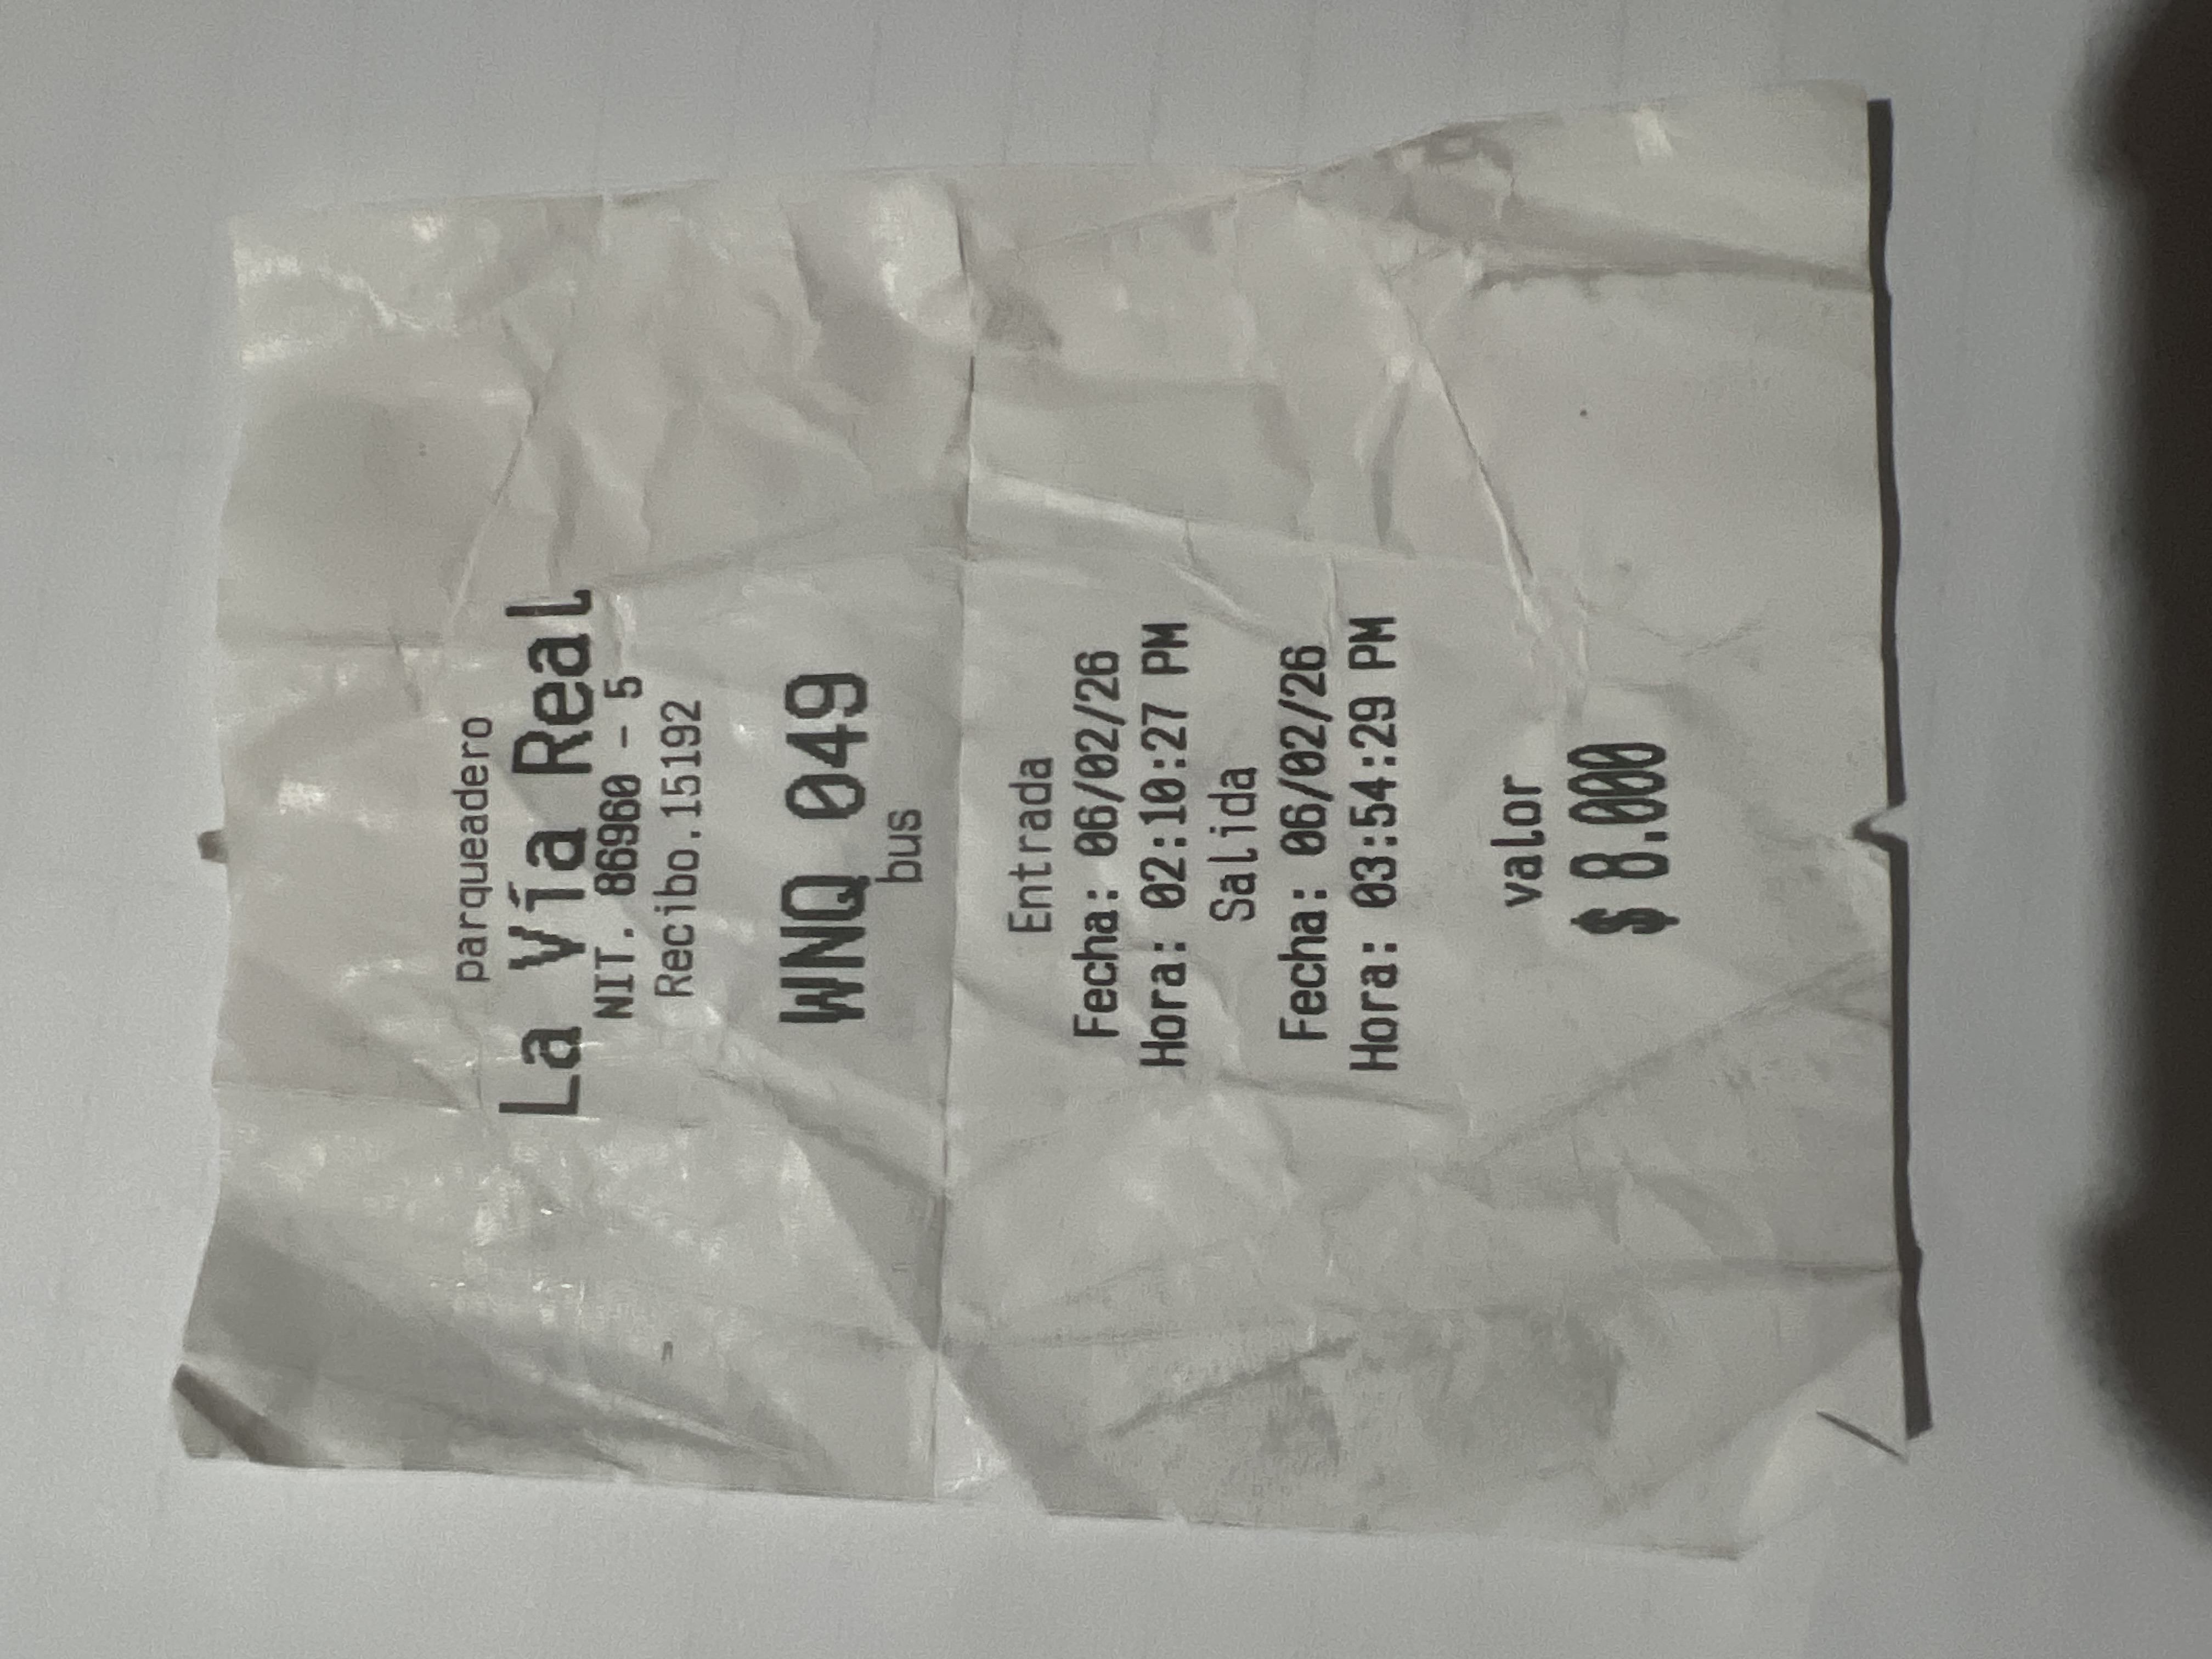 parqueadero
La Vía Real
NIT. 86960 - 5
Recibo.15192
WNQ 049
bus
Entrada
Fecha: 06/02/26
Hora: 02:10:27 PM
Salida
Fecha: 06/02/26
Hora: 03:54:29 PM
valor
$ 8.000